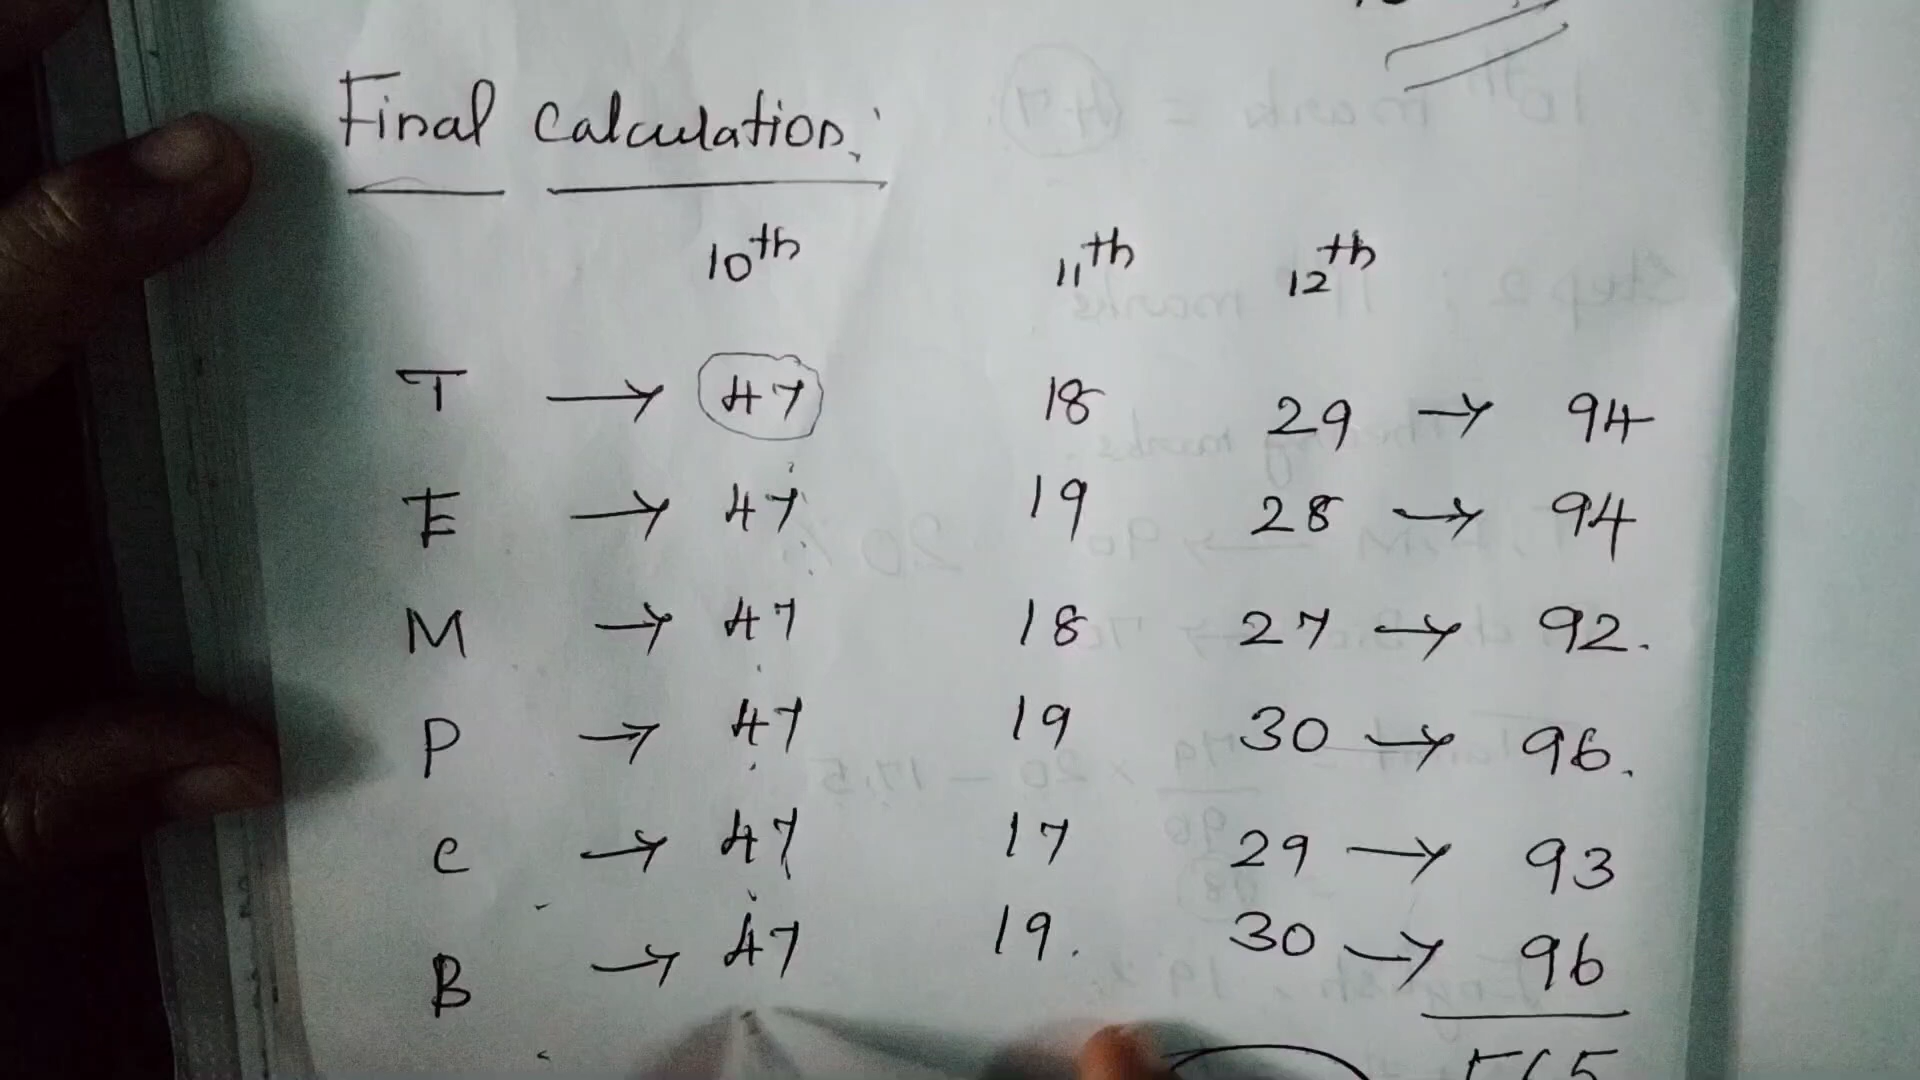 Final Calculation:
10th 11th 12th
T → 47 18 29 → 94
E → 47 19 28 → 94
M → 47 18 27 → 92.
P → 47 19 30 → 96.
C → 47 17 29 → 93
B → 47 19. 30 → 96
565